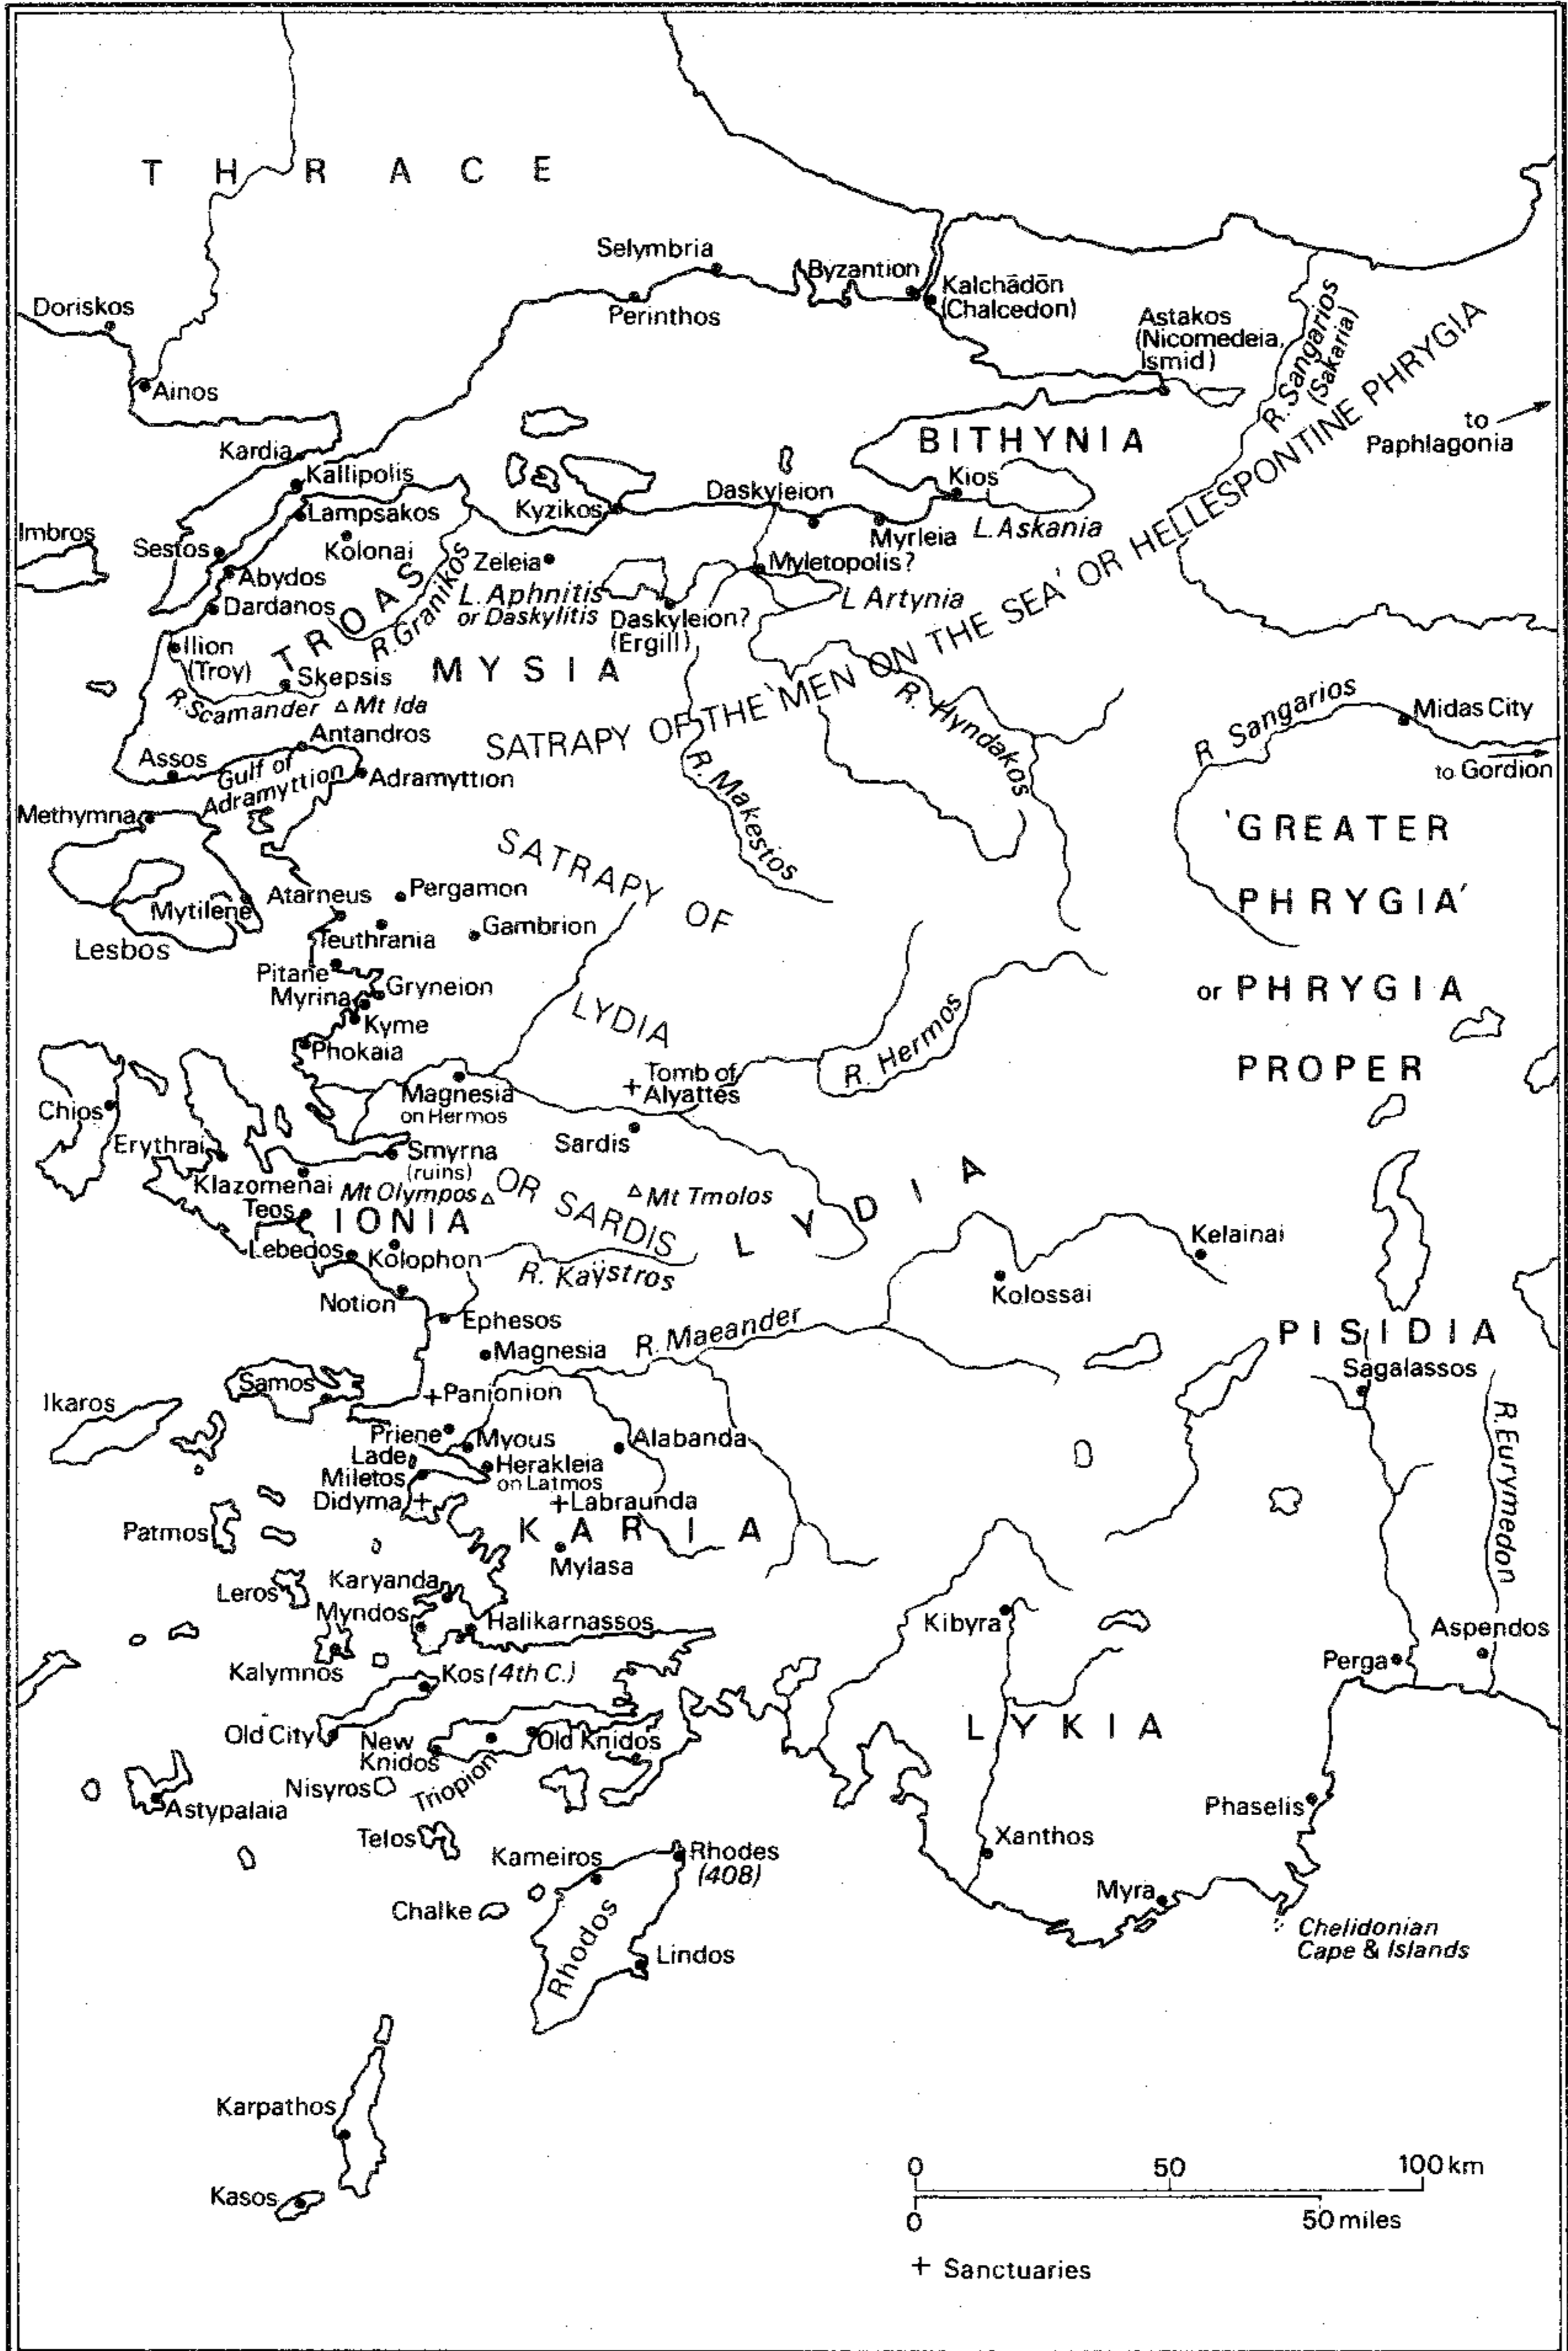 THRACE
Selymbria
Byzantion
Kalchādōn
(Chalcedon)
Doriskos
Perinthos
Astakos
(Nicomedeia,
Ismid)
R. Sangarios
(Sakaria)
Ainos
to
Paphlagonia
BITHYNIA
Kardia
Kallipolis
Kios
Daskyleion
Lampsakos
Kyzikos
Imbros
Kolonai
Myrleia
L. Askania
Sestos
Zeleia
Myletopolis?
Abydos
L. Aphnitis
or Daskylitis
L Artynia
Dardanos
Daskyleion?
(Ergili)
TROAS
R. Granikos
Ilion
(Troy)
MYSIA
Skepsis
R. Scamander
Mt Ida
SATRAPY OF THE 'MEN ON THE SEA' OR HELLESPONTINE PHRYGIA
R. Hyndakos
R. Sangarios
Midas City
Antandros
Assos
Gulf of
Adramyttion
Adramyttion
to Gordion
R. Makestos
Methymna
'GREATER
PHRYGIA'
or PHRYGIA
PROPER
SATRAPY OF
LYDIA
OR SARDIS
Atarneus
Pergamon
Mytilene
Gambrion
Teuthrania
Lesbos
Pitane
Gryneion
Myrina
Kyme
Phokaia
R. Hermos
Tomb of
Alyattes
Magnesia
on Hermos
Chios
Sardis
Erythrai
Smyrna
(ruins)
Klazomenai
Mt Olympos
Mt Tmolos
LYDIA
Teos
IONIA
Lebedos
Kolophon
Kelainai
R. Kaÿstros
Kolossai
Notion
Ephesos
R. Maeander
PISIDIA
Magnesia
Sagalassos
Samos
Panionion
Ikaros
R. Eurymedon
Priene
Myous
Alabanda
Lade
Herakleia
on Latmos
Miletos
Didyma
Labraunda
Patmos
KARIA
Mylasa
Karyanda
Leros
Myndos
Halikarnassos
Kibyra
Aspendos
Kalymnos
Kos (4th C.)
Perga
Old City
New
Knidos
Old Knidos
LYKIA
Nisyros
Triopion
Astypalaia
Phaselis
Telos
Xanthos
Kameiros
Rhodes
(408)
Myra
Chalke
Rhodos
Chelidonian
Cape & Islands
Lindos
Karpathos
Kasos
0 50 100 km
0 50 miles
+ Sanctuaries